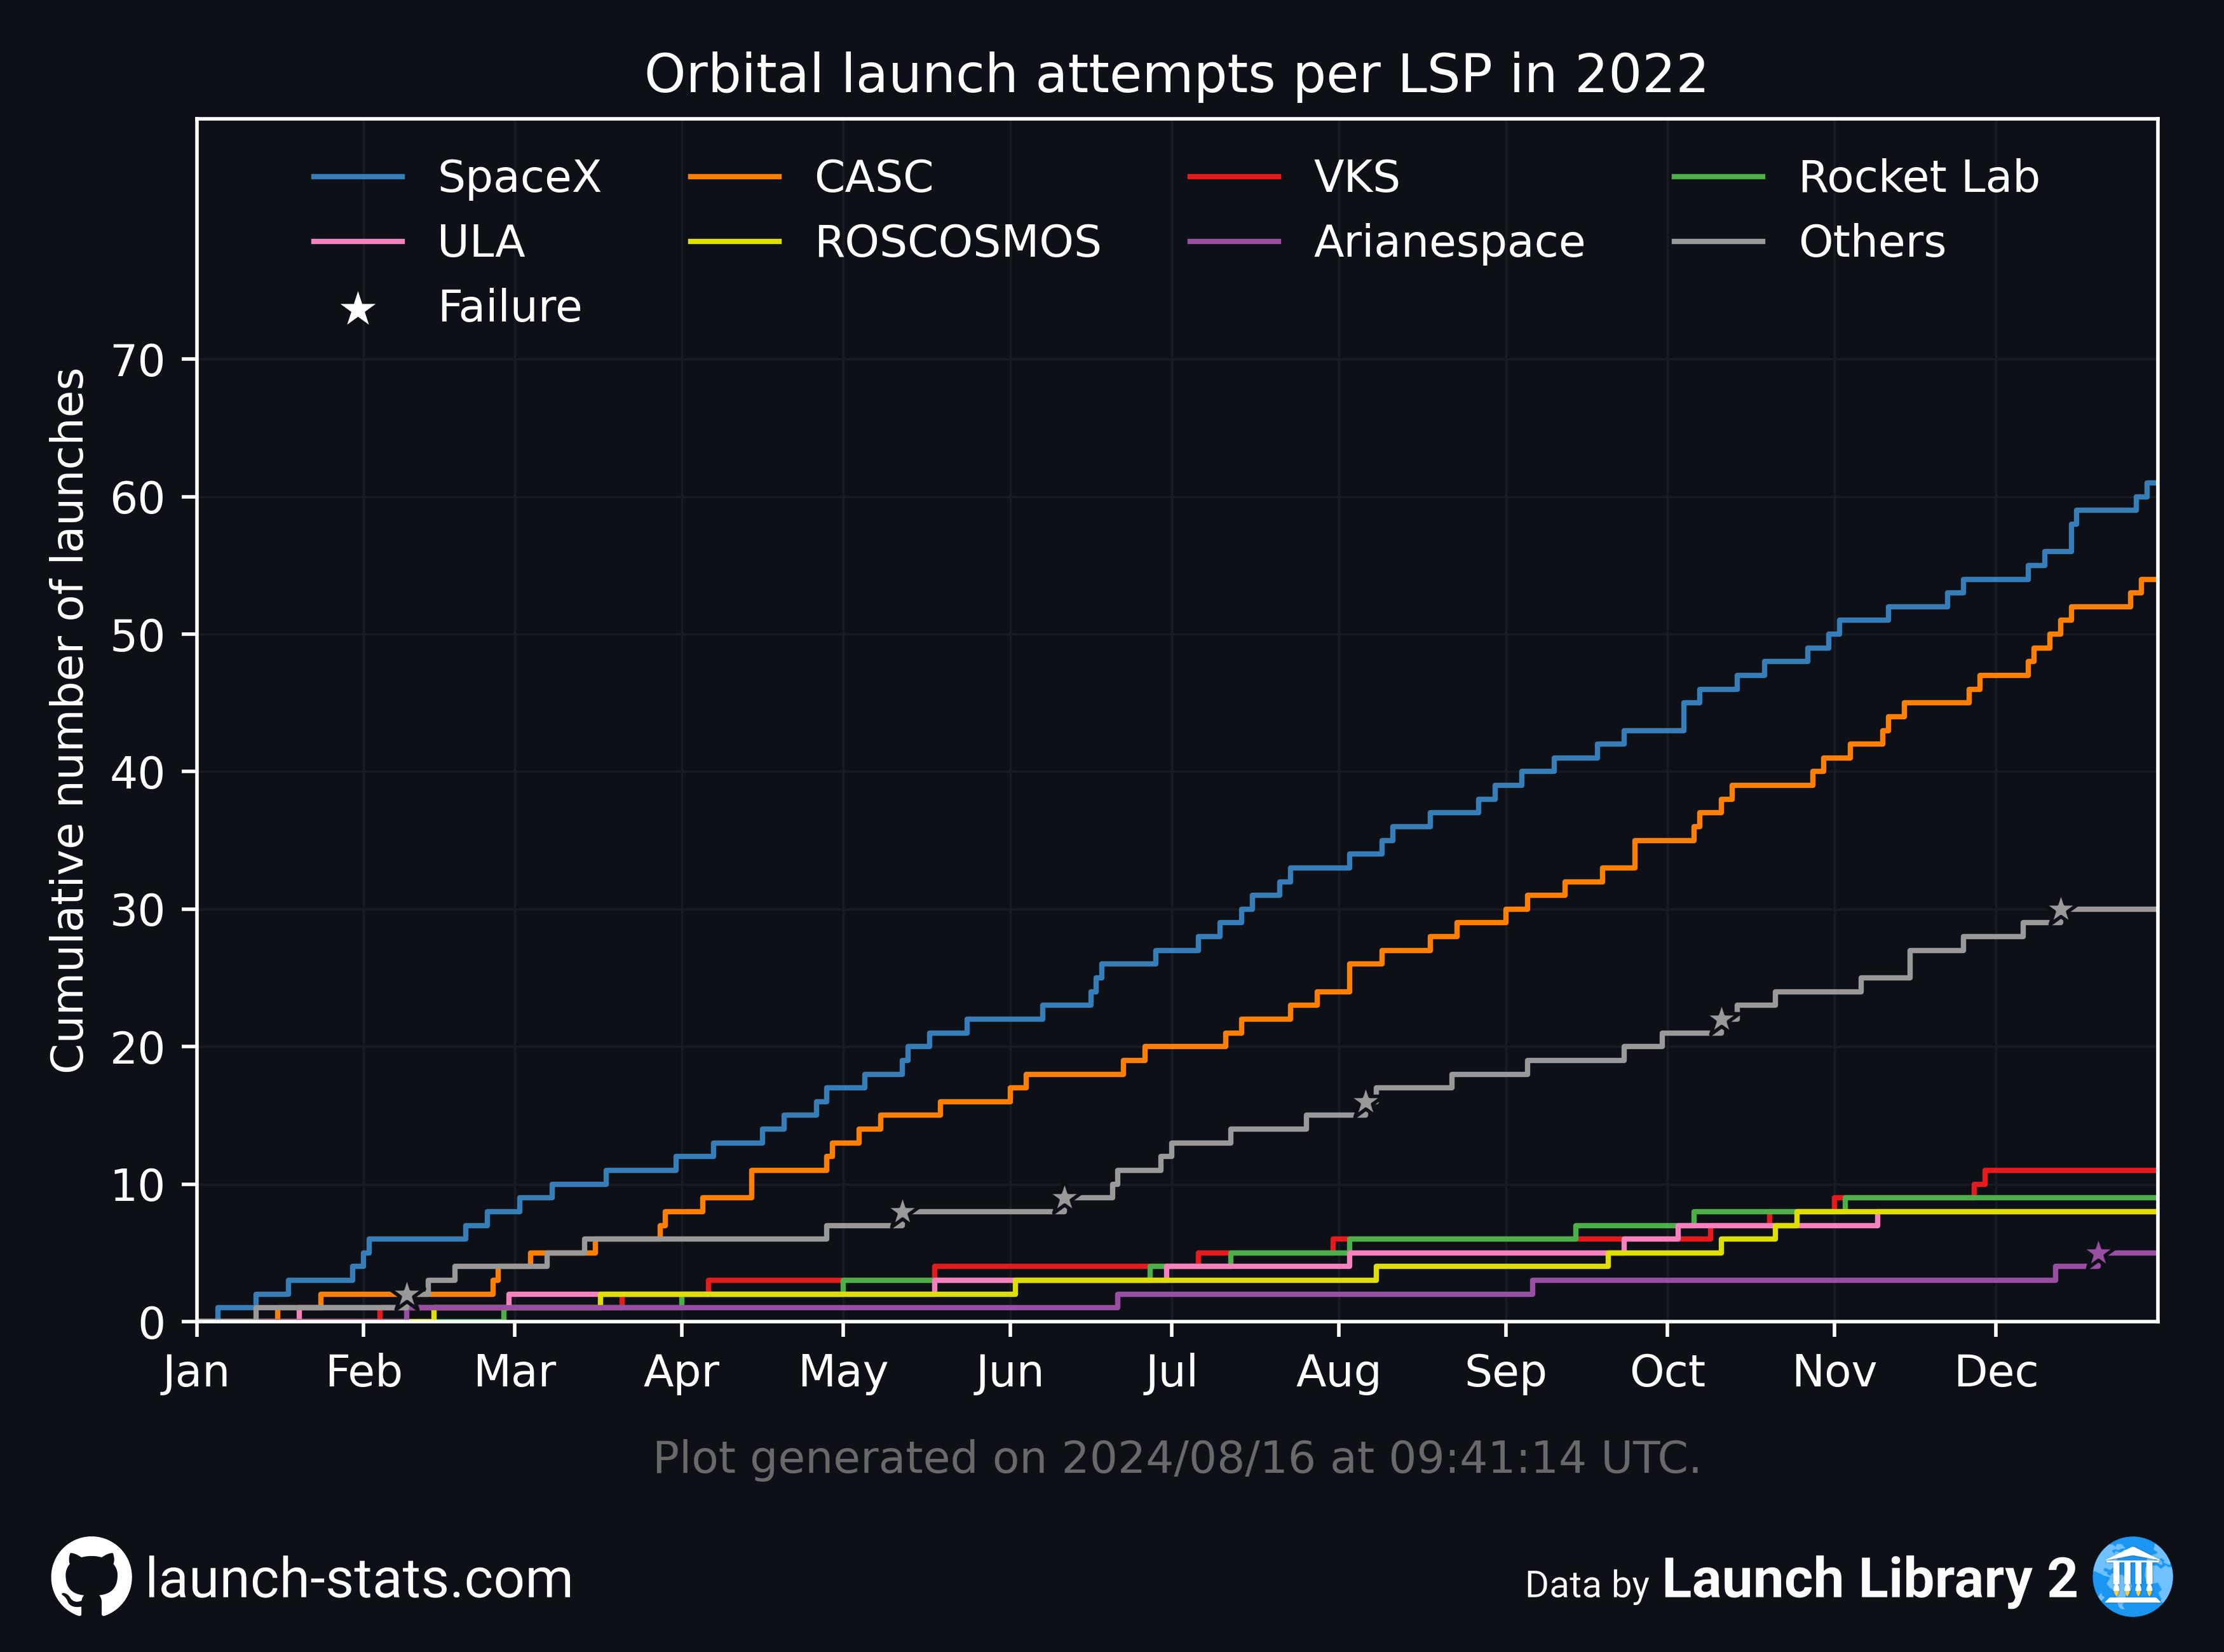 Orbital launch attempts per LSP in 2022
SpaceX CASC VKS Rocket Lab
ULA ROSCOSMOS Arianespace Others
Failure
Cumulative number of launches
70
60
50
40
30
20
10
0
Jan Feb Mar Apr May Jun Jul Aug Sep Oct Nov Dec
Plot generated on 2024/08/16 at 09:41:14 UTC.
launch-stats.com
Data by Launch Library 2